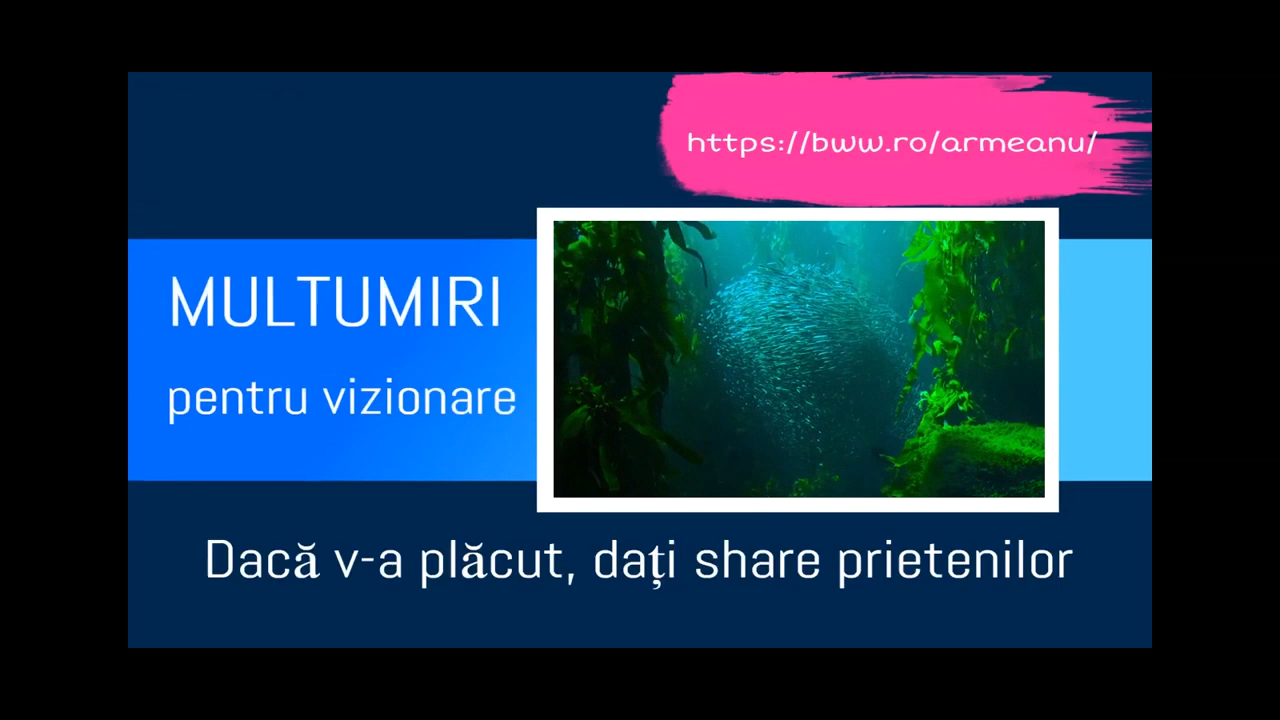 https://bww.ro/armeanu/
MULTUMIRI
pentru vizionare
Dacă v-a plăcut, dați share prietenilor